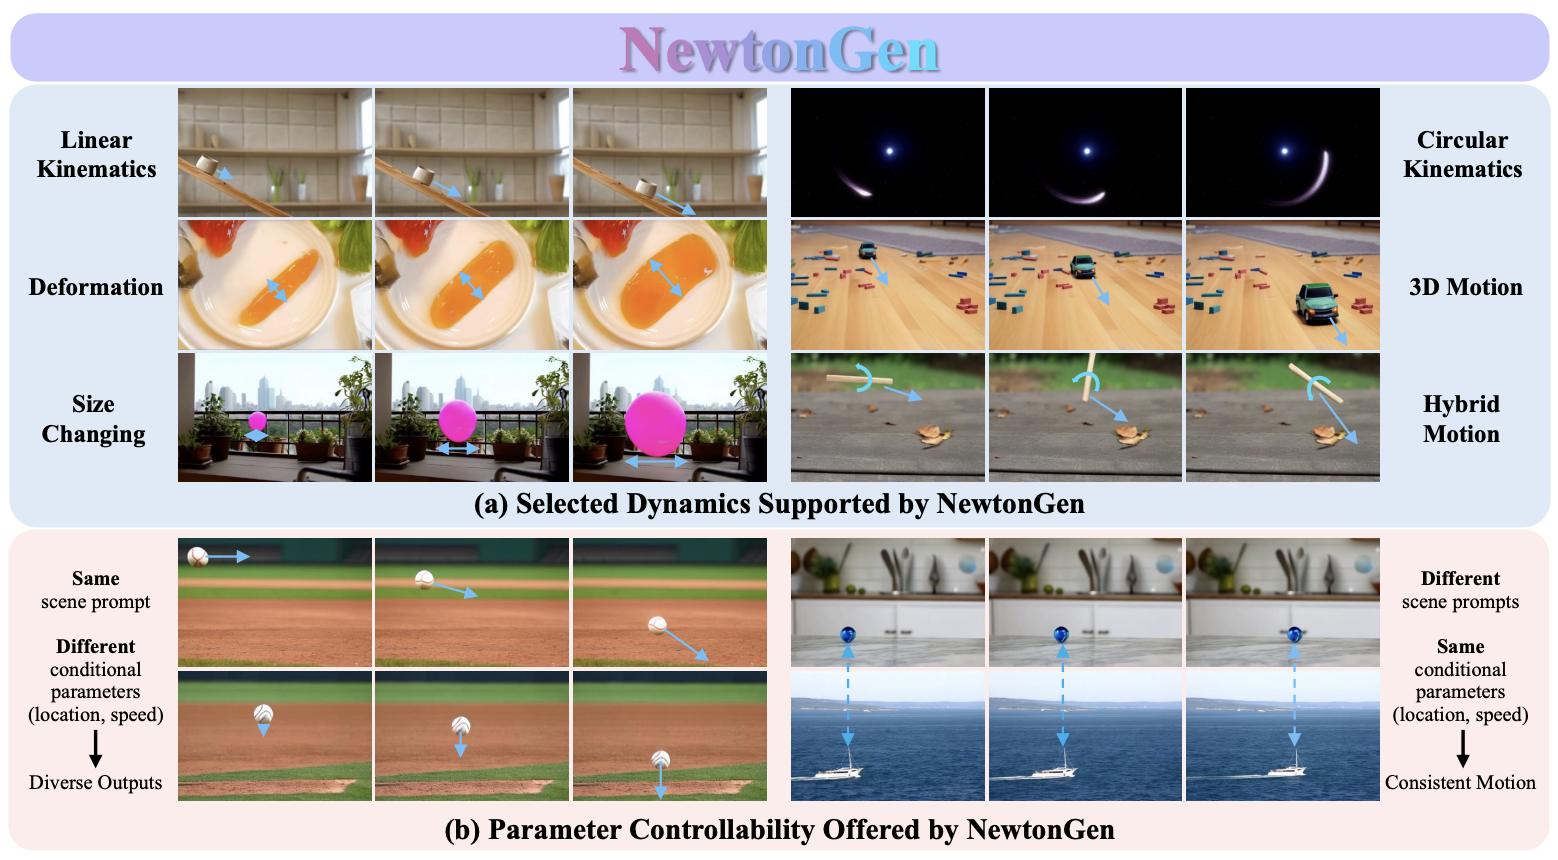 NewtonGen
Linear
Kinematics
Circular
Kinematics
Deformation
3D Motion
Size
Changing
Hybrid
Motion
(a) Selected Dynamics Supported by NewtonGen
Same
scene prompt
Different
conditional
parameters
(location, speed)
Diverse Outputs
Different
scene prompts
Same
conditional
parameters
(location, speed)
Consistent Motion
(b) Parameter Controllability Offered by NewtonGen